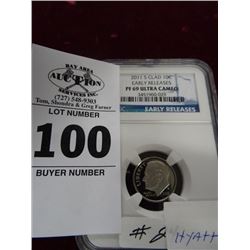 BAY AREA
AUCTION
SERVICES INC.
(727) 548-9303
Tom, Shondra & Greg Farner
LOT NUMBER
100
BUYER NUMBER
2011 S CLAD 10C
EARLY RELEASES
PF 69 ULTRA CAMEO
EARLY RELEASES
HYATT